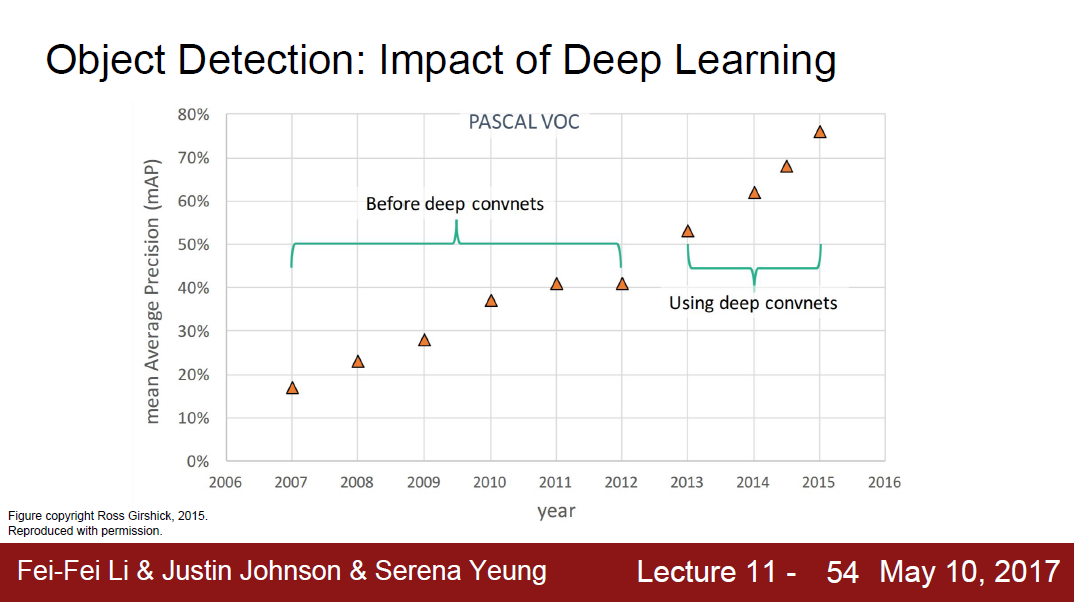 Object Detection: Impact of Deep Learning
PASCAL VOC
80%
70%
60%
50%
40%
30%
20%
10%
0%
mean Average Precision (mAP)
Before deep convnets
Using deep convnets
2006 2007 2008 2009 2010 2011 2012 2013 2014 2015 2016
year
Figure copyright Ross Girshick, 2015.
Reproduced with permission.
Fei-Fei Li & Justin Johnson & Serena Yeung Lecture 11 - 54 May 10, 2017